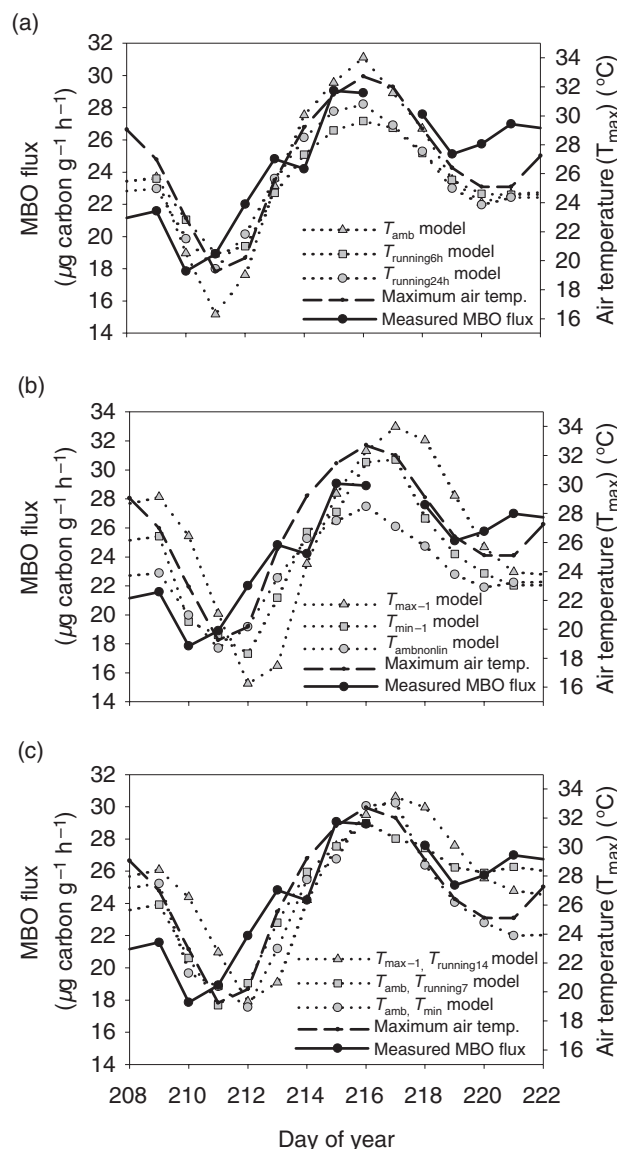 (a)
32
30
28
26
24
22
20
18
16
14
MBO flux
(µg carbon g⁻¹ h⁻¹)
34
32
30
28
26
24
22
20
18
16
Air temperature (Tmax) (°C)
Tamb model
Trunning6h model
Trunning24h model
Maximum air temp.
Measured MBO flux
(b)
34
32
30
28
26
24
22
20
18
16
14
MBO flux
(µg carbon g⁻¹ h⁻¹)
34
32
30
28
26
24
22
20
18
16
Air temperature (Tmax) (°C)
Tmax−1 model
Tmin−1 model
Tambnonlin model
Maximum air temp.
Measured MBO flux
(c)
32
30
28
26
24
22
20
18
16
14
MBO flux
(µg carbon g⁻¹ h⁻¹)
34
32
30
28
26
24
22
20
18
16
Air temperature (Tmax) (°C)
Tmax−1, Trunning14 model
Tamb, Trunning7 model
Tamb, Tmin model
Maximum air temp.
Measured MBO flux
208 210 212 214 216 218 220 222
Day of year